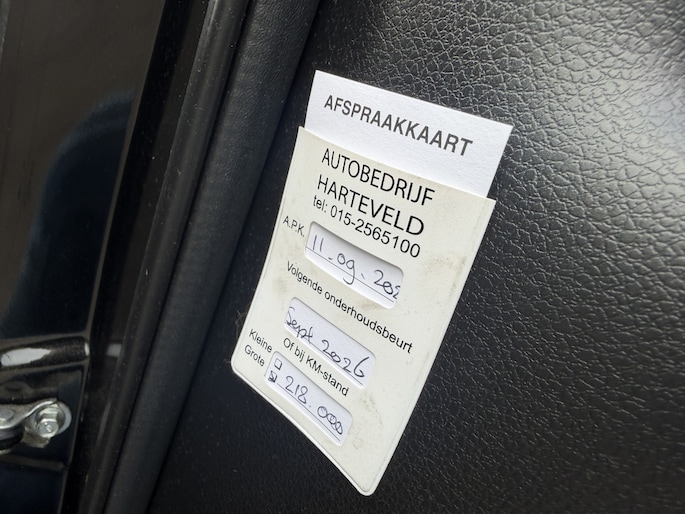 AFSPRAAKKAART
AUTOBEDRIJF
HARTEVELD
tel: 015-2565100
A.P.K.
11-09-202
Volgende onderhoudsbeurt
Sept 2026
Of bij KM-stand
Kleine
Grote
218.000